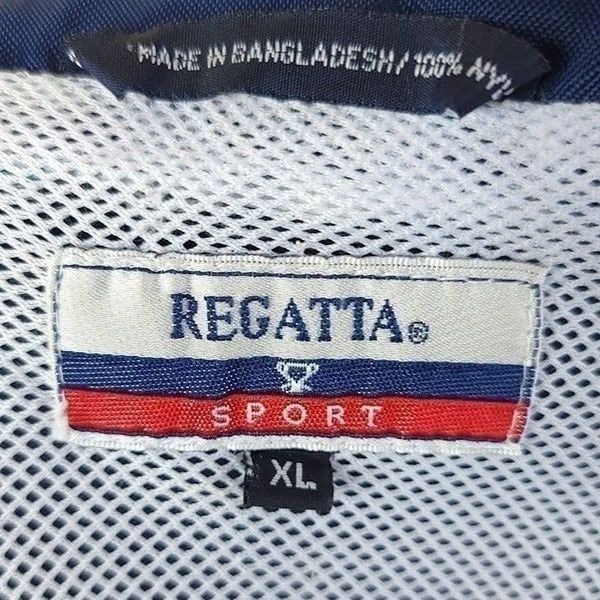 MADE IN BANGLADESH / 100%
REGATTA®
SPORT
XL